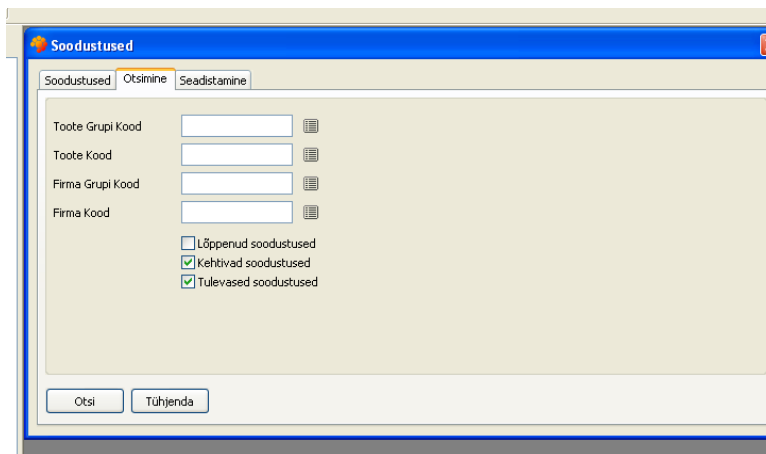 Soodustused
Soodustused Otsimine Seadistamine
Toote Grupi Kood
Toote Kood
Firma Grupi Kood
Firma Kood
Lõppenud soodustused
Kehtivad soodustused
Tulevased soodustused
Otsi Tühjenda